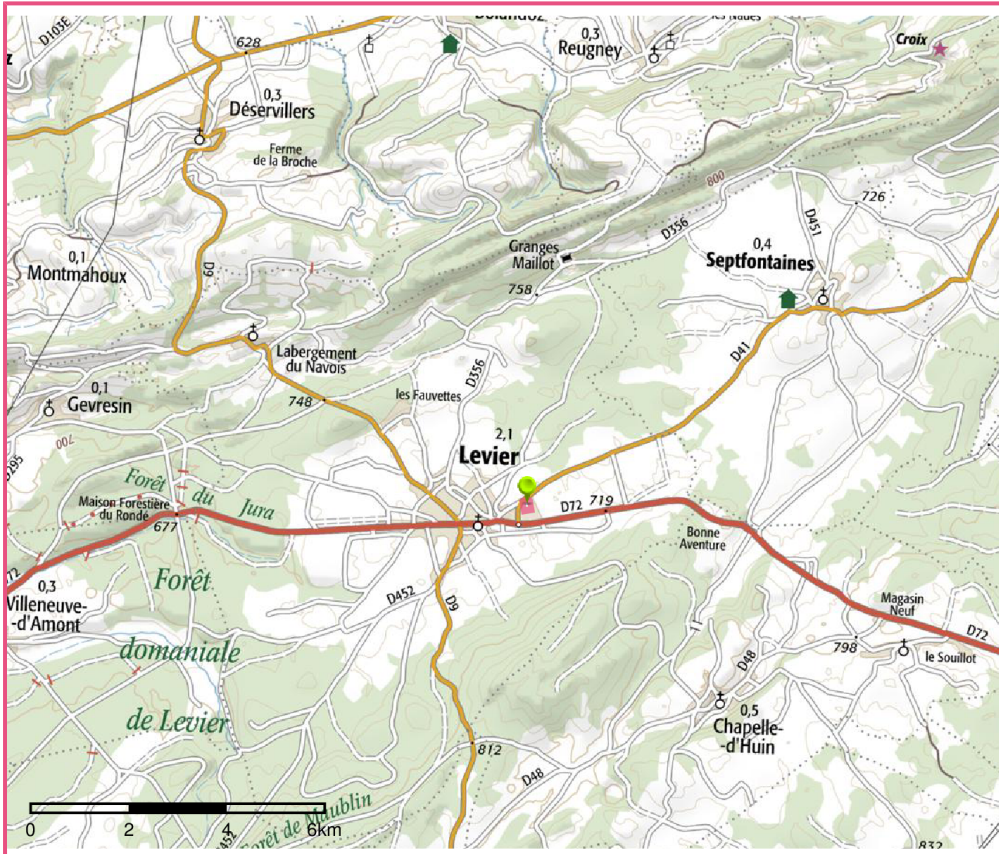 D103E
628
0,3
Reugney
Croix
0,3
Déservillers
Ferme
de la Broche
800
D356
D451
726
0,1
Montmahoux
D9
Granges
Maillot
0,4
Septfontaines
758
Labergement
du Navois
D41
D356
0,1
Gevresin
748
les Fauvettes
700
2,1
Levier
D295
Forêt
du
Jura
Maison Forestière
du Rondé
677
D72
719
Bonne
Aventure
D72
0,3
Villeneuve-
-d'Amont
Forêt
domaniale
de Levier
D452
D9
Magasin
Neuf
D72
798
le Souillot
D48
0,5
Chapelle-
-d'Huin
812
D48
Forêt de Maublin
0
2
4
6km
832